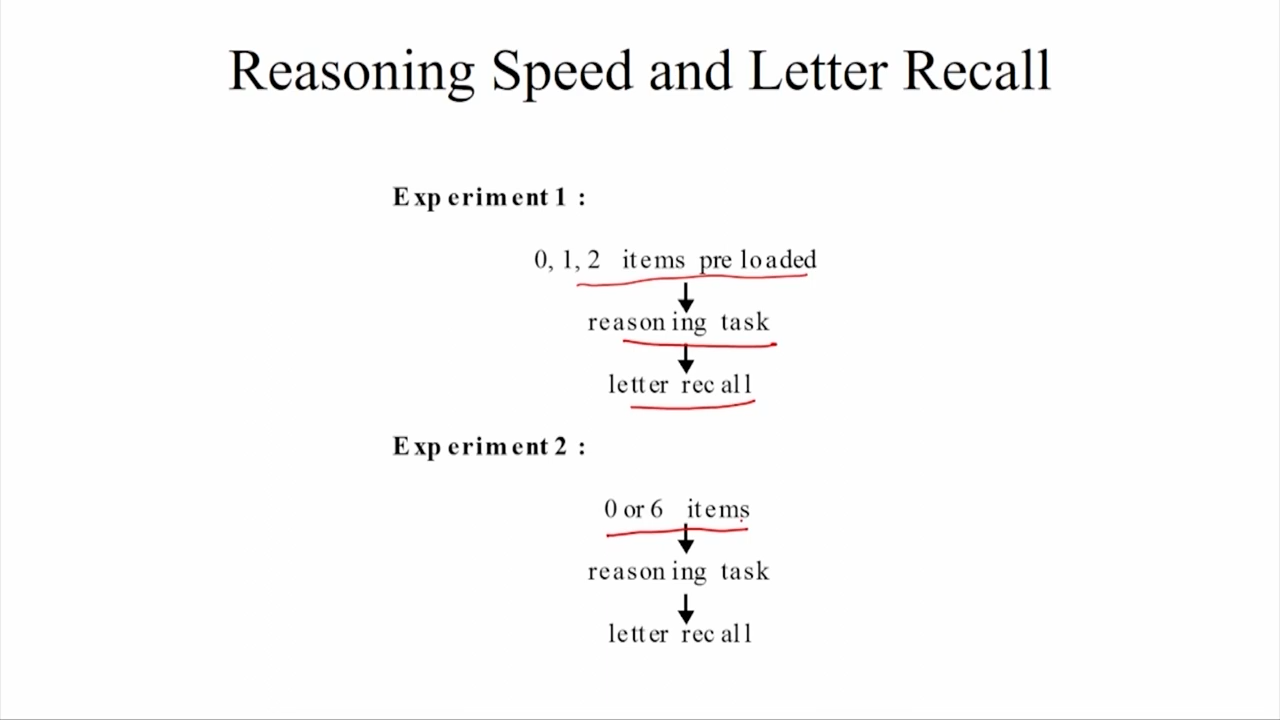 Reasoning Speed and Letter Recall
Experiment 1 :
0, 1, 2 items preloaded
reasoning task
letter recall
Experiment 2 :
0 or 6 items
reasoning task
letter recall